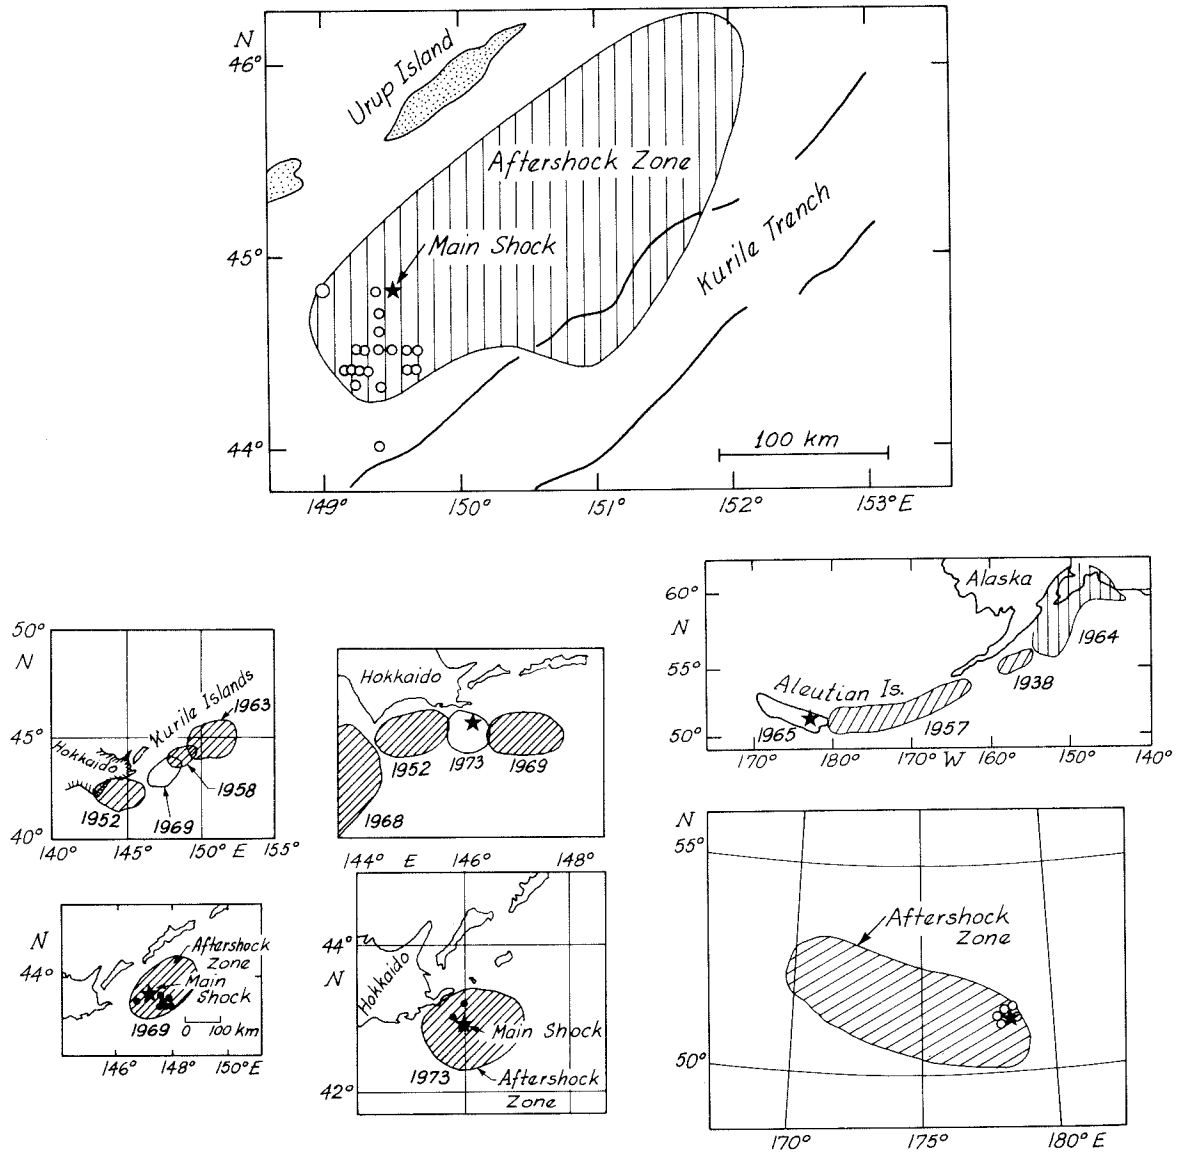 N
46°
45°
44°
Urup Island
Aftershock Zone
Main Shock
Kurile Trench
100 km
149°
150°
151°
152°
153° E
50°
N
45°
40°
Kurile Islands
1963
Hokkaido
1958
1952
1969
140°
145°
150° E
155°
Hokkaido
1952
1973
1969
1968
144°
E
146°
148°
60°
N
55°
50°
Alaska
1964
1938
Aleutian Is.
1957
1965
170°
170° W
160°
150°
140°
N
44°
Aftershock
Zone
Main
Shock
1969
0
100 km
146°
148°
150° E
44°
N
42°
Hokkaido
Main Shock
1973
Aftershock
Zone
N
55°
50°
Aftershock
Zone
170°
175°
180° E